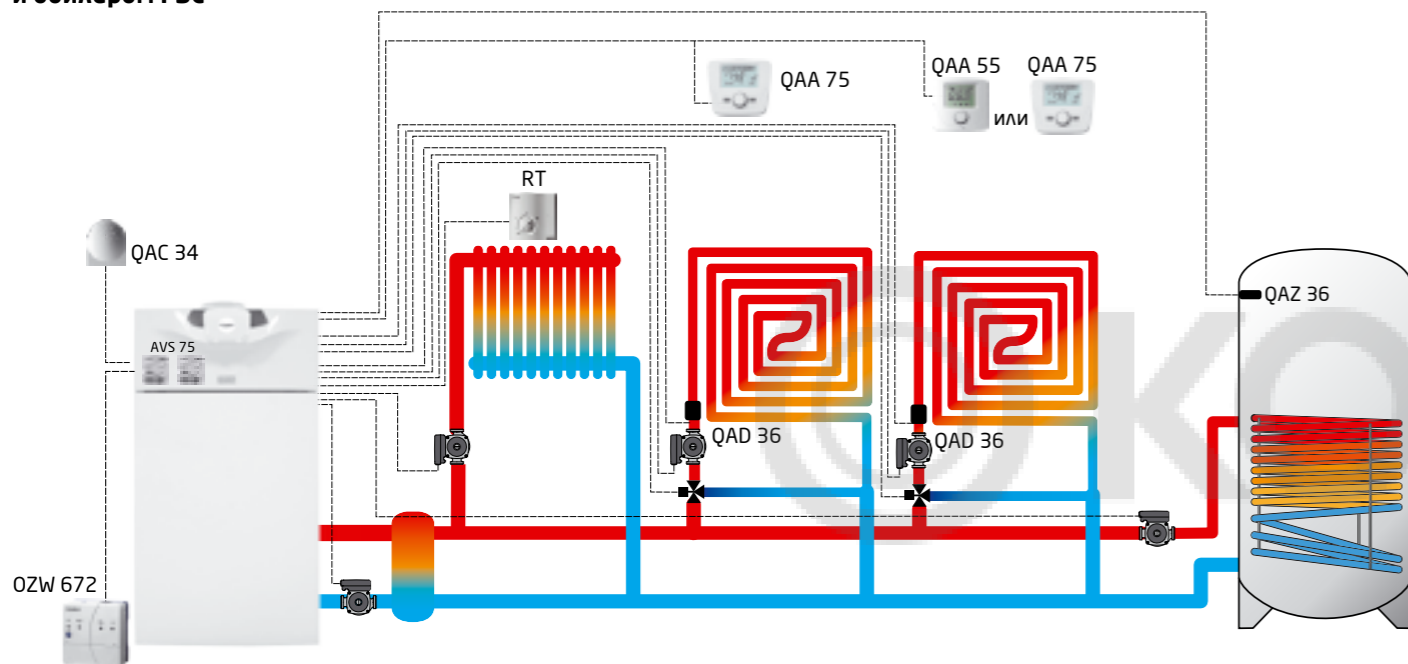 QAA 75
QAA 55
QAA 75
или
RT
QAC 34
QAZ 36
AVS 75
QAD 36
QAD 36
OZW 672